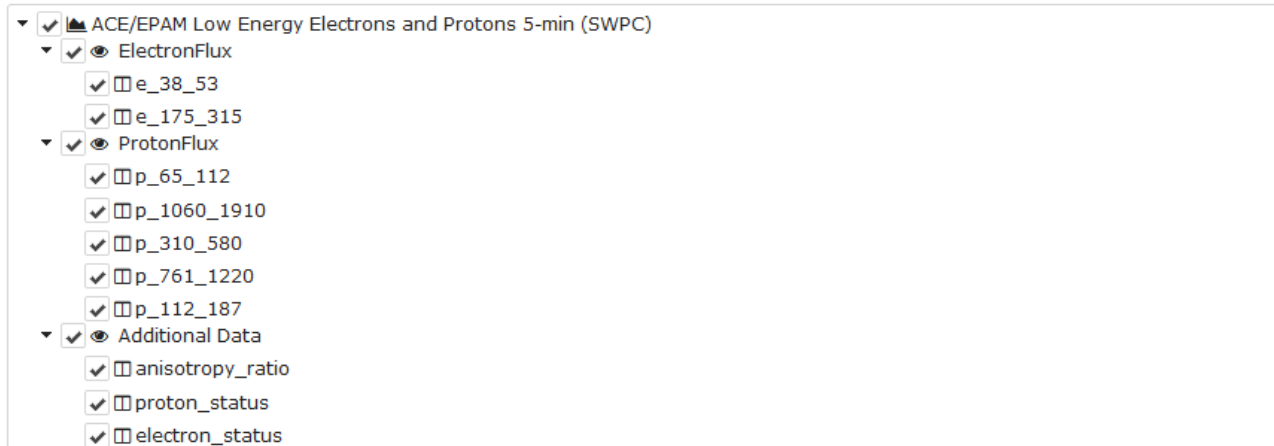 ACE/EPAM Low Energy Electrons and Protons 5-min (SWPC)
ElectronFlux
e_38_53
e_175_315
ProtonFlux
p_65_112
p_1060_1910
p_310_580
p_761_1220
p_112_187
Additional Data
anisotropy_ratio
proton_status
electron_status